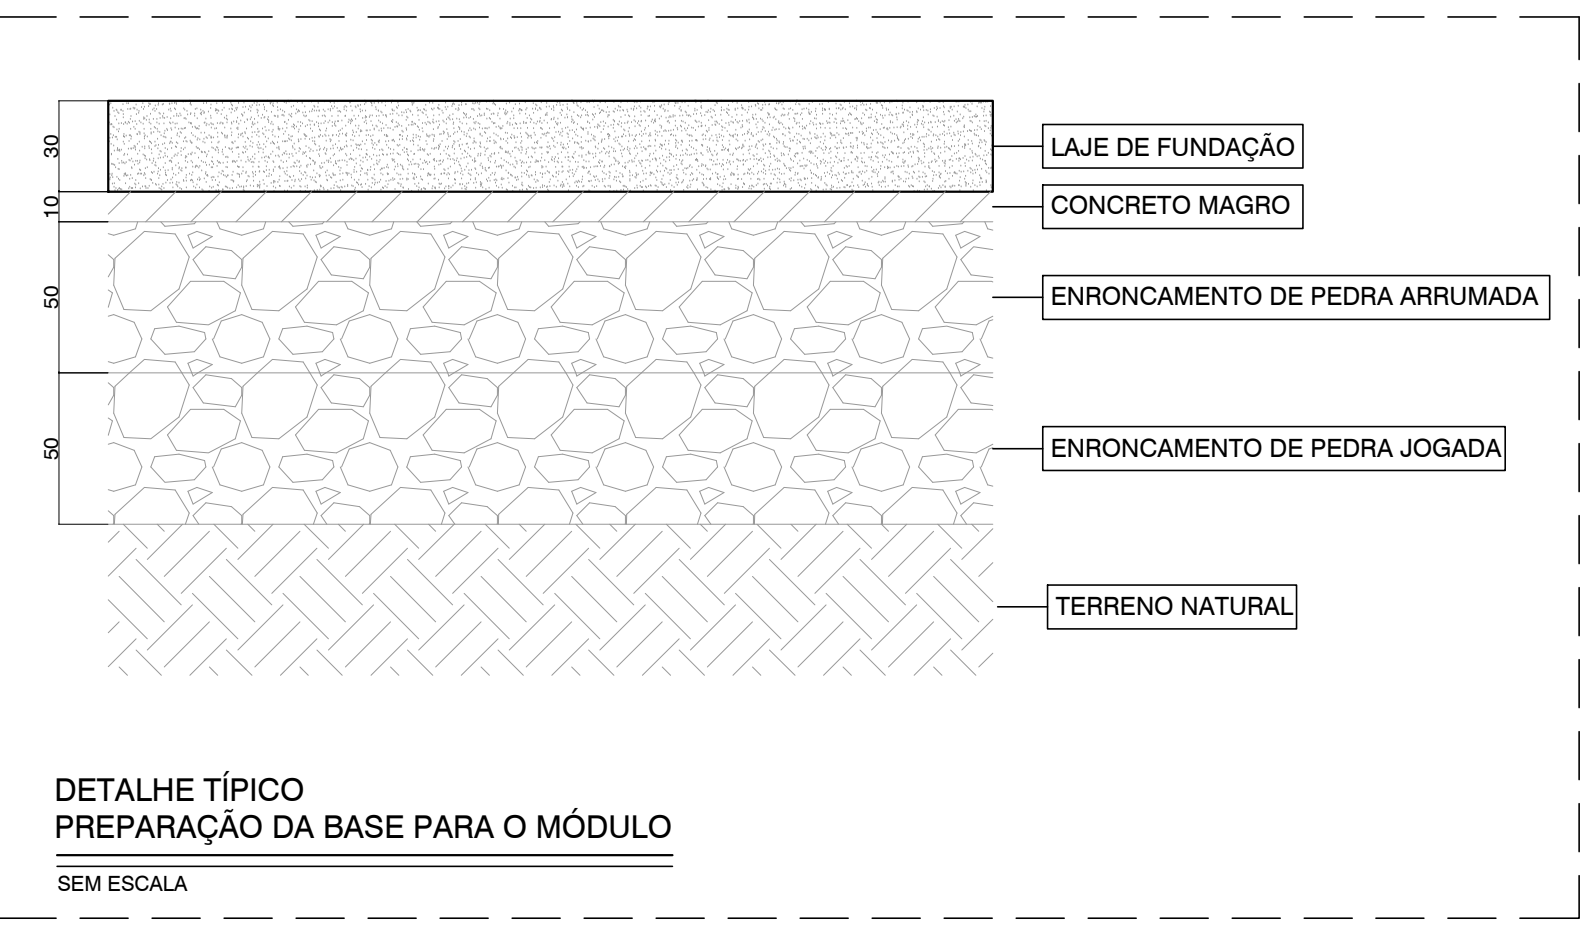 30
LAJE DE FUNDAÇÃO
10
CONCRETO MAGRO
50
ENRONCAMENTO DE PEDRA ARRUMADA
50
ENRONCAMENTO DE PEDRA JOGADA
TERRENO NATURAL
DETALHE TÍPICO
PREPARAÇÃO DA BASE PARA O MÓDULO
SEM ESCALA